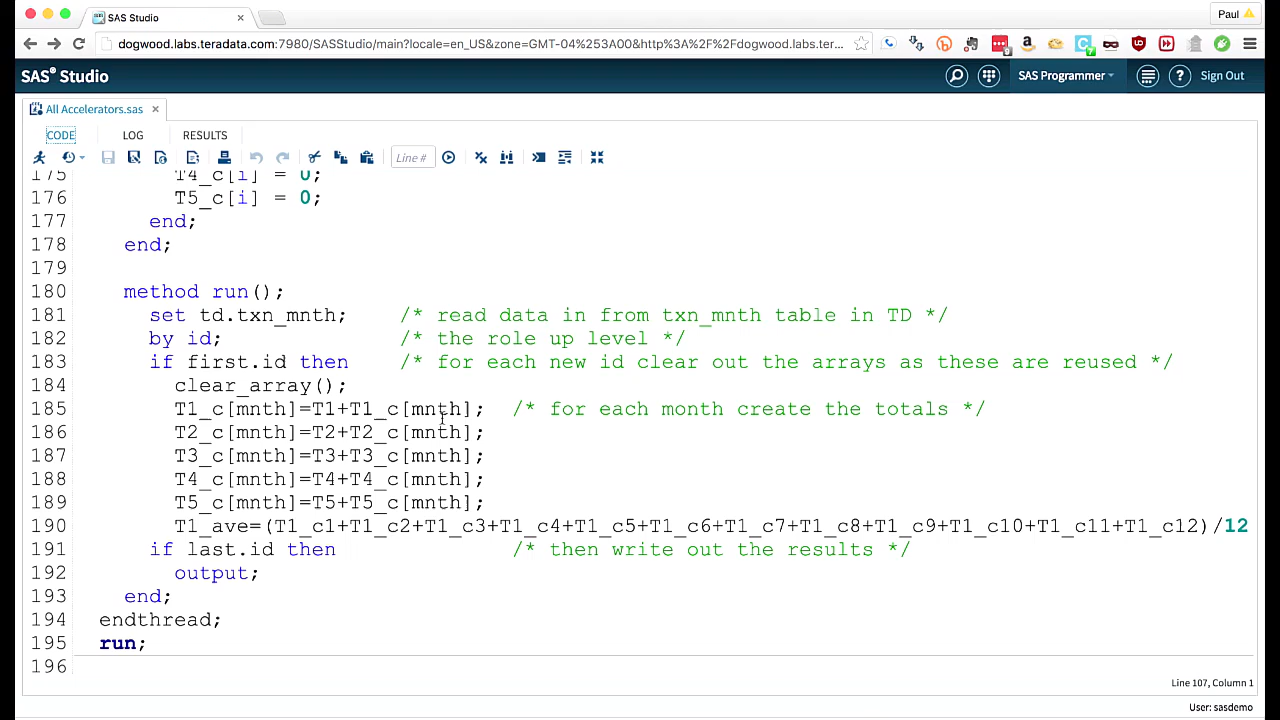 SAS Studio
Paul
dogwood.labs.teradata.com:7980/SASStudio/main?locale=en_US&zone=GMT-04%253A00&http%3A%2F%2Fdogwood.labs.ter...
SAS® Studio
SAS Programmer
Sign Out
All Accelerators.sas
CODE LOG RESULTS
Line #
175 T4_c[i] = 0;
176 T5_c[i] = 0;
177 end;
178 end;
179
180 method run();
181 set td.txn_mnth; /* read data in from txn_mnth table in TD */
182 by id; /* the role up level */
183 if first.id then /* for each new id clear out the arrays as these are reused */
184 clear_array();
185 T1_c[mnth]=T1+T1_c[mnth]; /* for each month create the totals */
186 T2_c[mnth]=T2+T2_c[mnth];
187 T3_c[mnth]=T3+T3_c[mnth];
188 T4_c[mnth]=T4+T4_c[mnth];
189 T5_c[mnth]=T5+T5_c[mnth];
190 T1_ave=(T1_c1+T1_c2+T1_c3+T1_c4+T1_c5+T1_c6+T1_c7+T1_c8+T1_c9+T1_c10+T1_c11+T1_c12)/12
191 if last.id then /* then write out the results */
192 output;
193 end;
194 endthread;
195 run;
196
Line 107, Column 1
User: sasdemo